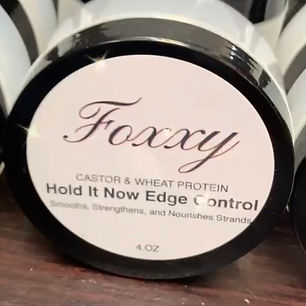 Foxxy
CASTOR & WHEAT PROTEIN
Hold It Now Edge Control
Smooths, Strengthens, and Nourishes Strands
4.OZ